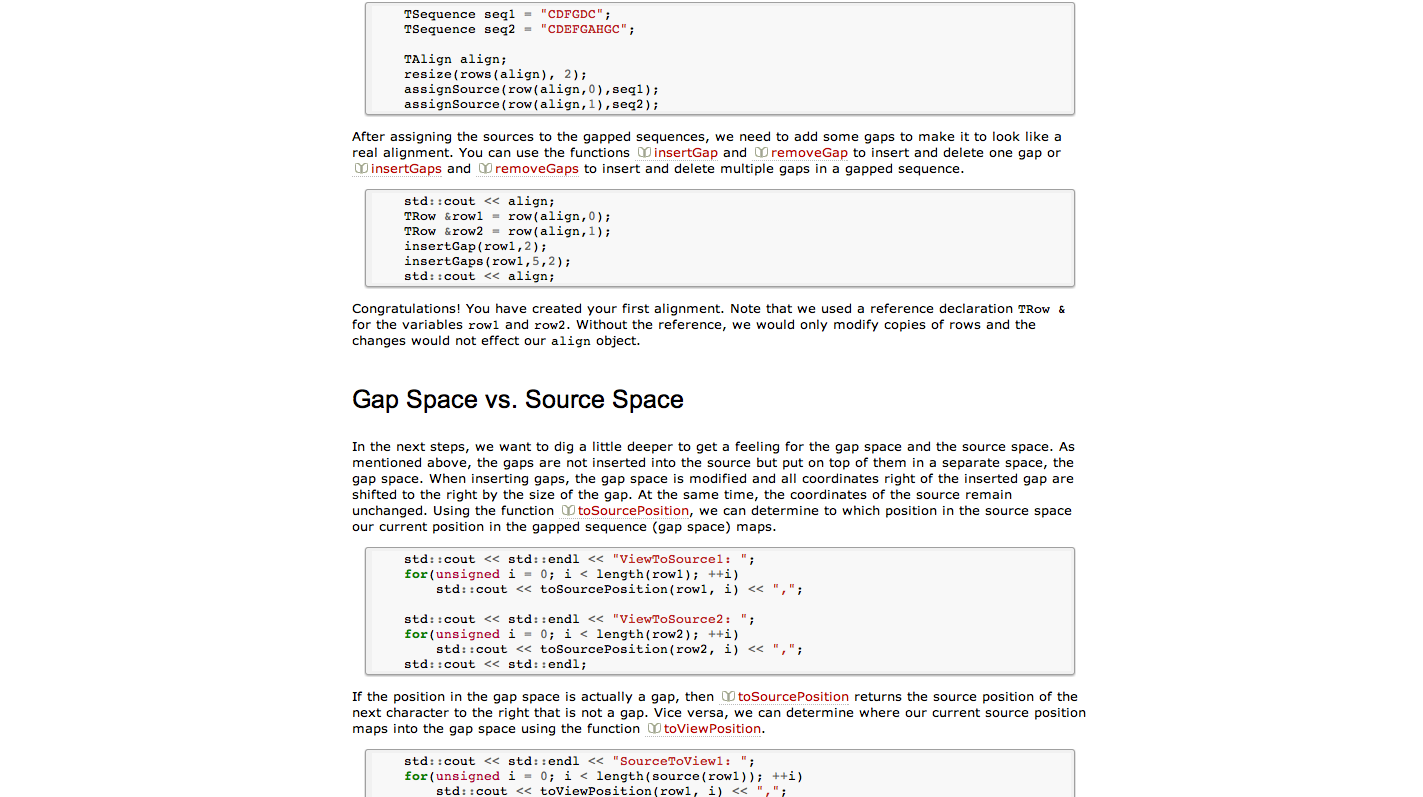 TSequence seq1 = "CDFGDC";
TSequence seq2 = "CDEFGAHGC";
TAlign align;
resize(rows(align), 2);
assignSource(row(align,0),seq1);
assignSource(row(align,1),seq2);
After assigning the sources to the gapped sequences, we need to add some gaps to make it to look like a
real alignment. You can use the functions insertGap and removeGap to insert and delete one gap or
insertGaps and removeGaps to insert and delete multiple gaps in a gapped sequence.
std::cout << align;
TRow &row1 = row(align,0);
TRow &row2 = row(align,1);
insertGap(row1,2);
insertGaps(row1,5,2);
std::cout << align;
Congratulations! You have created your first alignment. Note that we used a reference declaration TRow &
for the variables row1 and row2. Without the reference, we would only modify copies of rows and the
changes would not effect our align object.
Gap Space vs. Source Space
In the next steps, we want to dig a little deeper to get a feeling for the gap space and the source space. As
mentioned above, the gaps are not inserted into the source but put on top of them in a separate space, the
gap space. When inserting gaps, the gap space is modified and all coordinates right of the inserted gap are
shifted to the right by the size of the gap. At the same time, the coordinates of the source remain
unchanged. Using the function toSourcePosition, we can determine to which position in the source space
our current position in the gapped sequence (gap space) maps.
std::cout << std::endl << "ViewToSource1: ";
for(unsigned i = 0; i < length(row1); ++i)
std::cout << toSourcePosition(row1, i) << ",";
std::cout << std::endl << "ViewToSource2: ";
for(unsigned i = 0; i < length(row2); ++i)
std::cout << toSourcePosition(row2, i) << ",";
std::cout << std::endl;
If the position in the gap space is actually a gap, then toSourcePosition returns the source position of the
next character to the right that is not a gap. Vice versa, we can determine where our current source position
maps into the gap space using the function toViewPosition.
std::cout << std::endl << "SourceToView1: ";
for(unsigned i = 0; i < length(source(row1)); ++i)
std::cout << toViewPosition(row1, i) << ",";